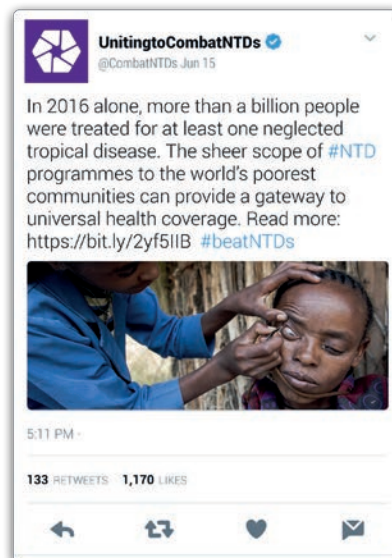 UnitingtoCombatNTDs
@CombatNTDs Jun 15
In 2016 alone, more than a billion people
were treated for at least one neglected
tropical disease. The sheer scope of #NTD
programmes to the world's poorest
communities can provide a gateway to
universal health coverage. Read more:
https://bit.ly/2yf5IIB #beatNTDs
5:11 PM ·
133 RETWEETS 1,170 LIKES